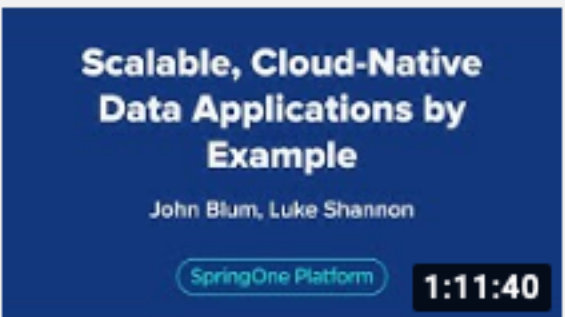 Scalable, Cloud-Native
Data Applications by
Example
John Blum, Luke Shannon
SpringOne Platform
1:11:40